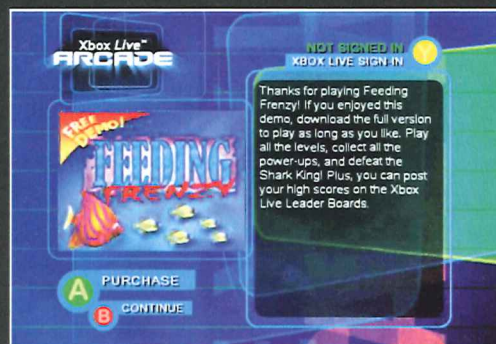 Xbox Live™
ARCADE
NOT SIGNED IN
XBOX LIVE SIGN-IN
Y
FREE
DEMO!
FEEDING
FRENZY
Thanks for playing Feeding
Frenzy! If you enjoyed this
demo, download the full version
to play as long as you like. Play
all the levels, collect all the
power-ups, and defeat the
Shark King! Plus, you can post
your high scores on the Xbox
Live Leader Boards.
A PURCHASE
B CONTINUE